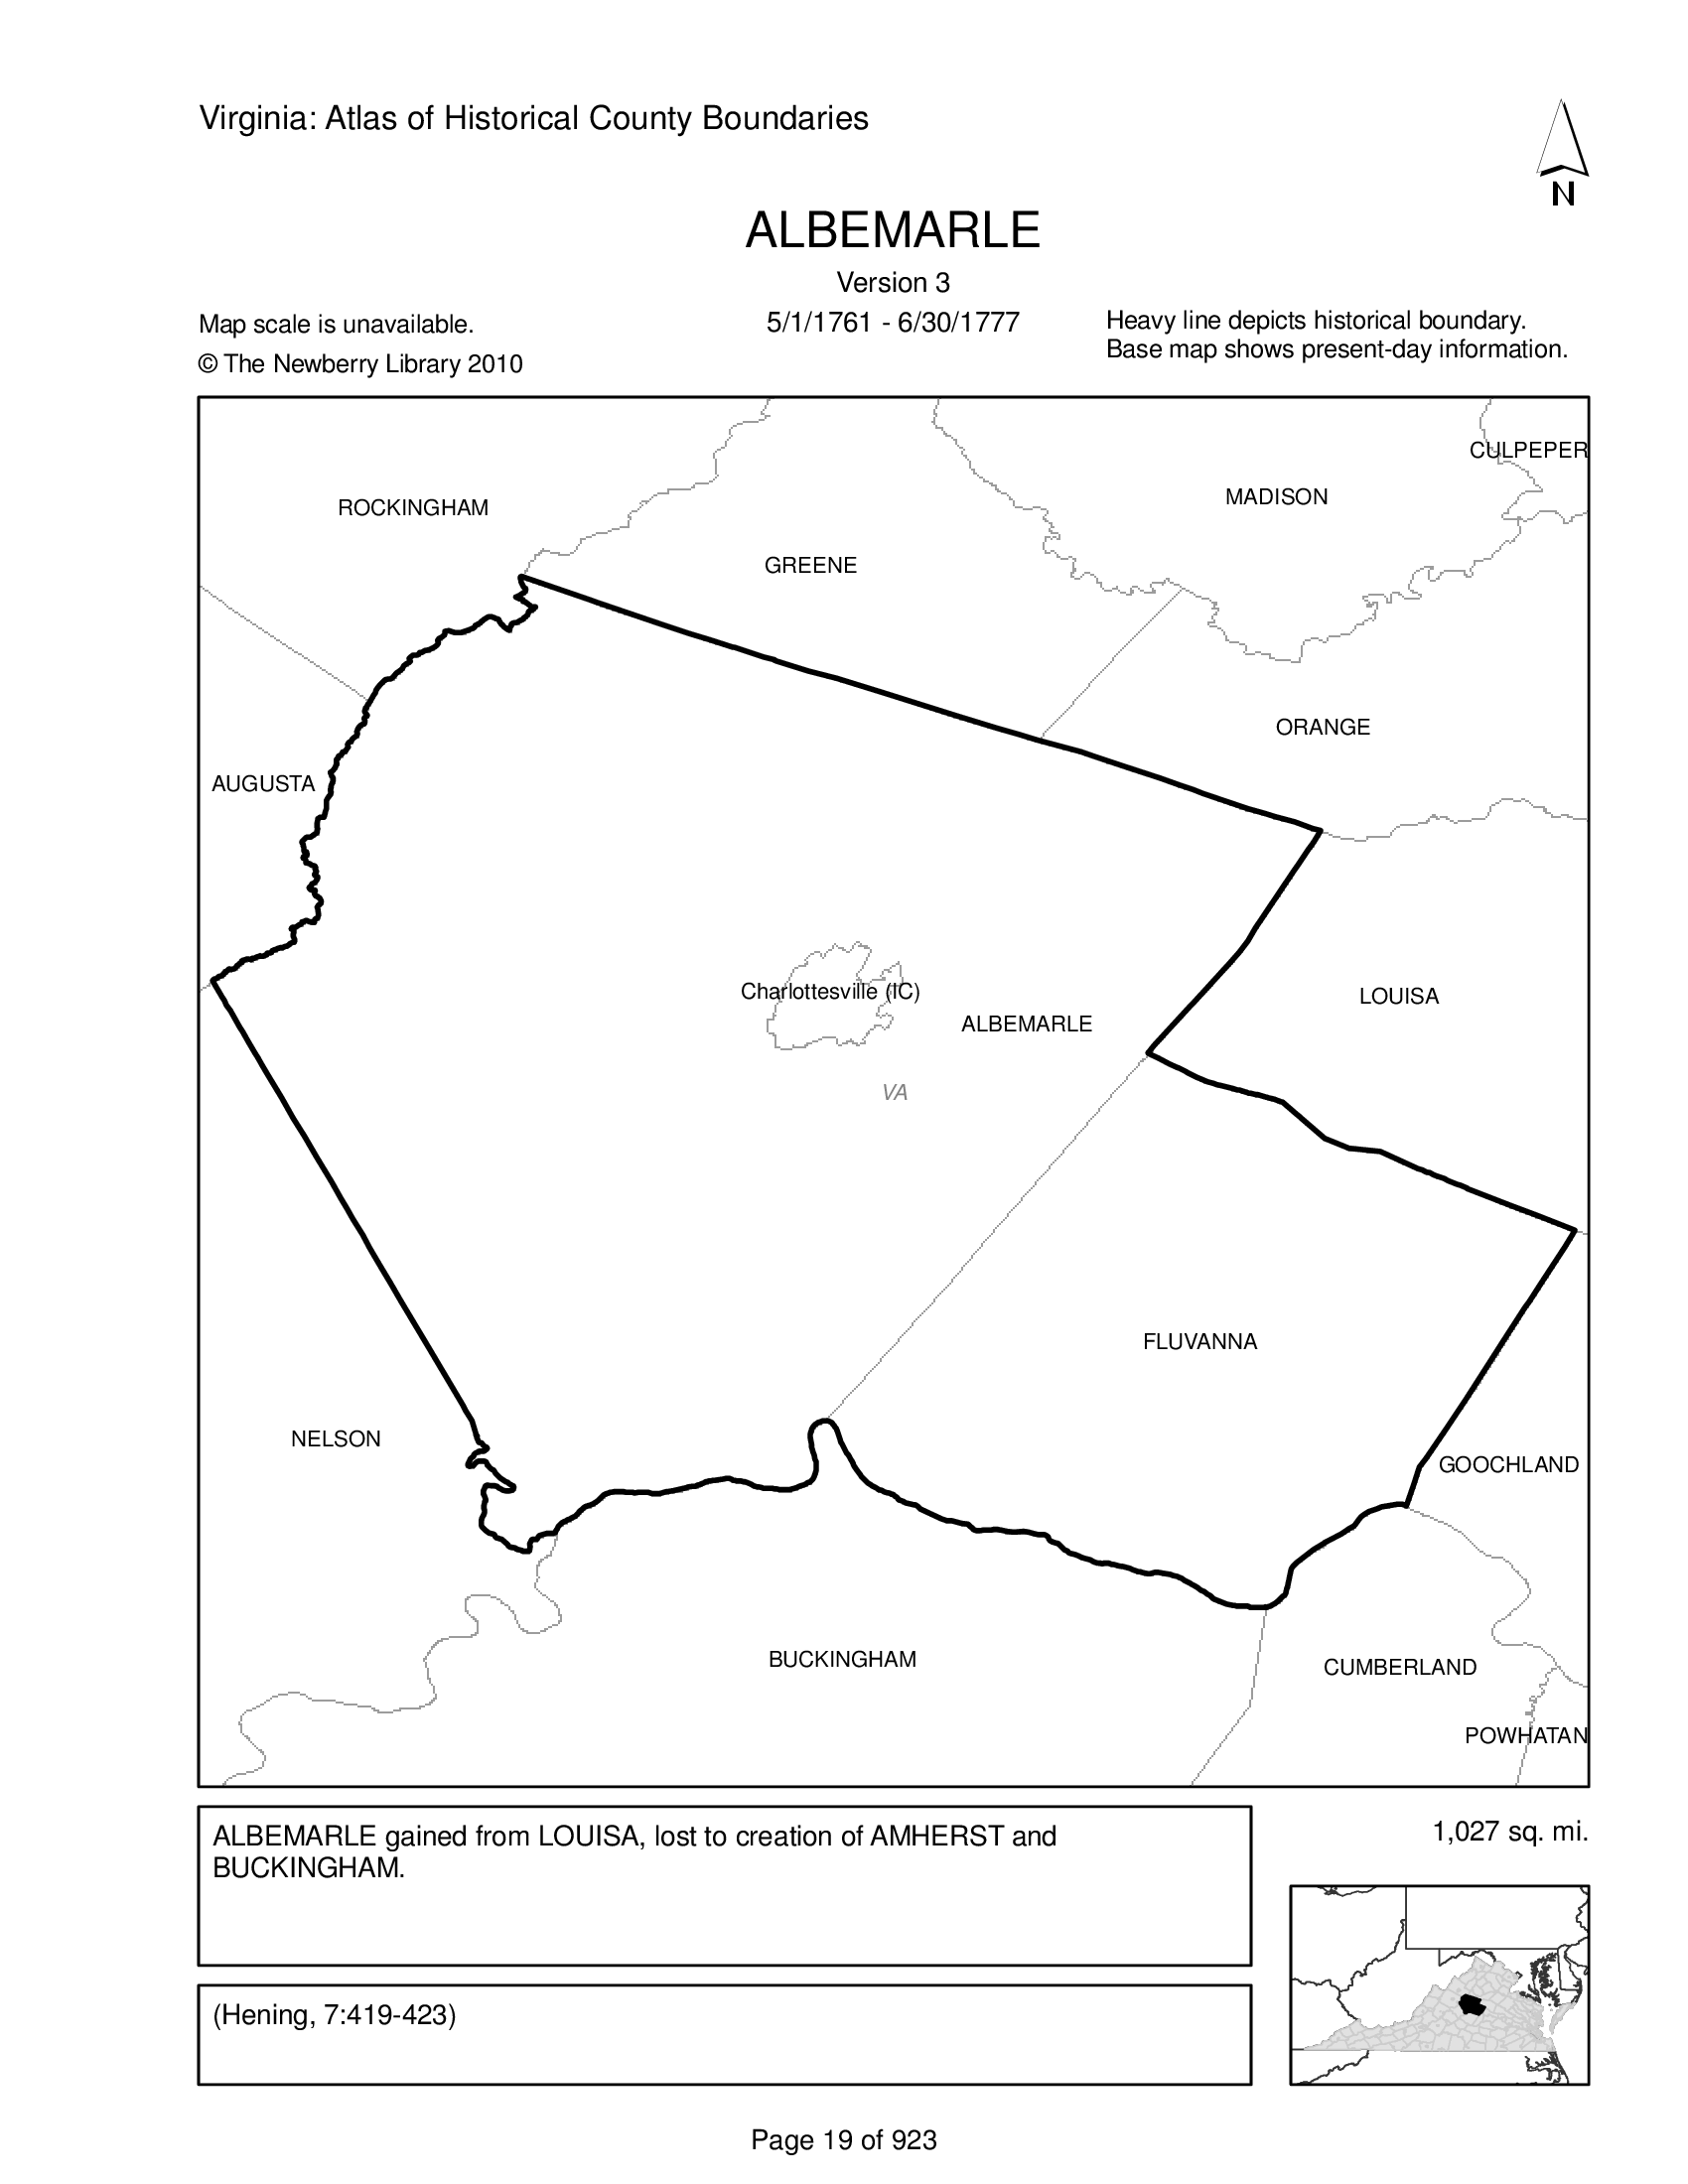 Virginia: Atlas of Historical County Boundaries
N
ALBEMARLE
Version 3
5/1/1761 - 6/30/1777
Map scale is unavailable.
© The Newberry Library 2010
Heavy line depicts historical boundary.
Base map shows present-day information.
CULPEPER
MADISON
ROCKINGHAM
GREENE
ORANGE
AUGUSTA
Charlottesville (IC)
LOUISA
ALBEMARLE
VA
FLUVANNA
NELSON
GOOCHLAND
BUCKINGHAM
CUMBERLAND
POWHATAN
ALBEMARLE gained from LOUISA, lost to creation of AMHERST and
BUCKINGHAM.
1,027 sq. mi.
(Hening, 7:419-423)
Page 19 of 923